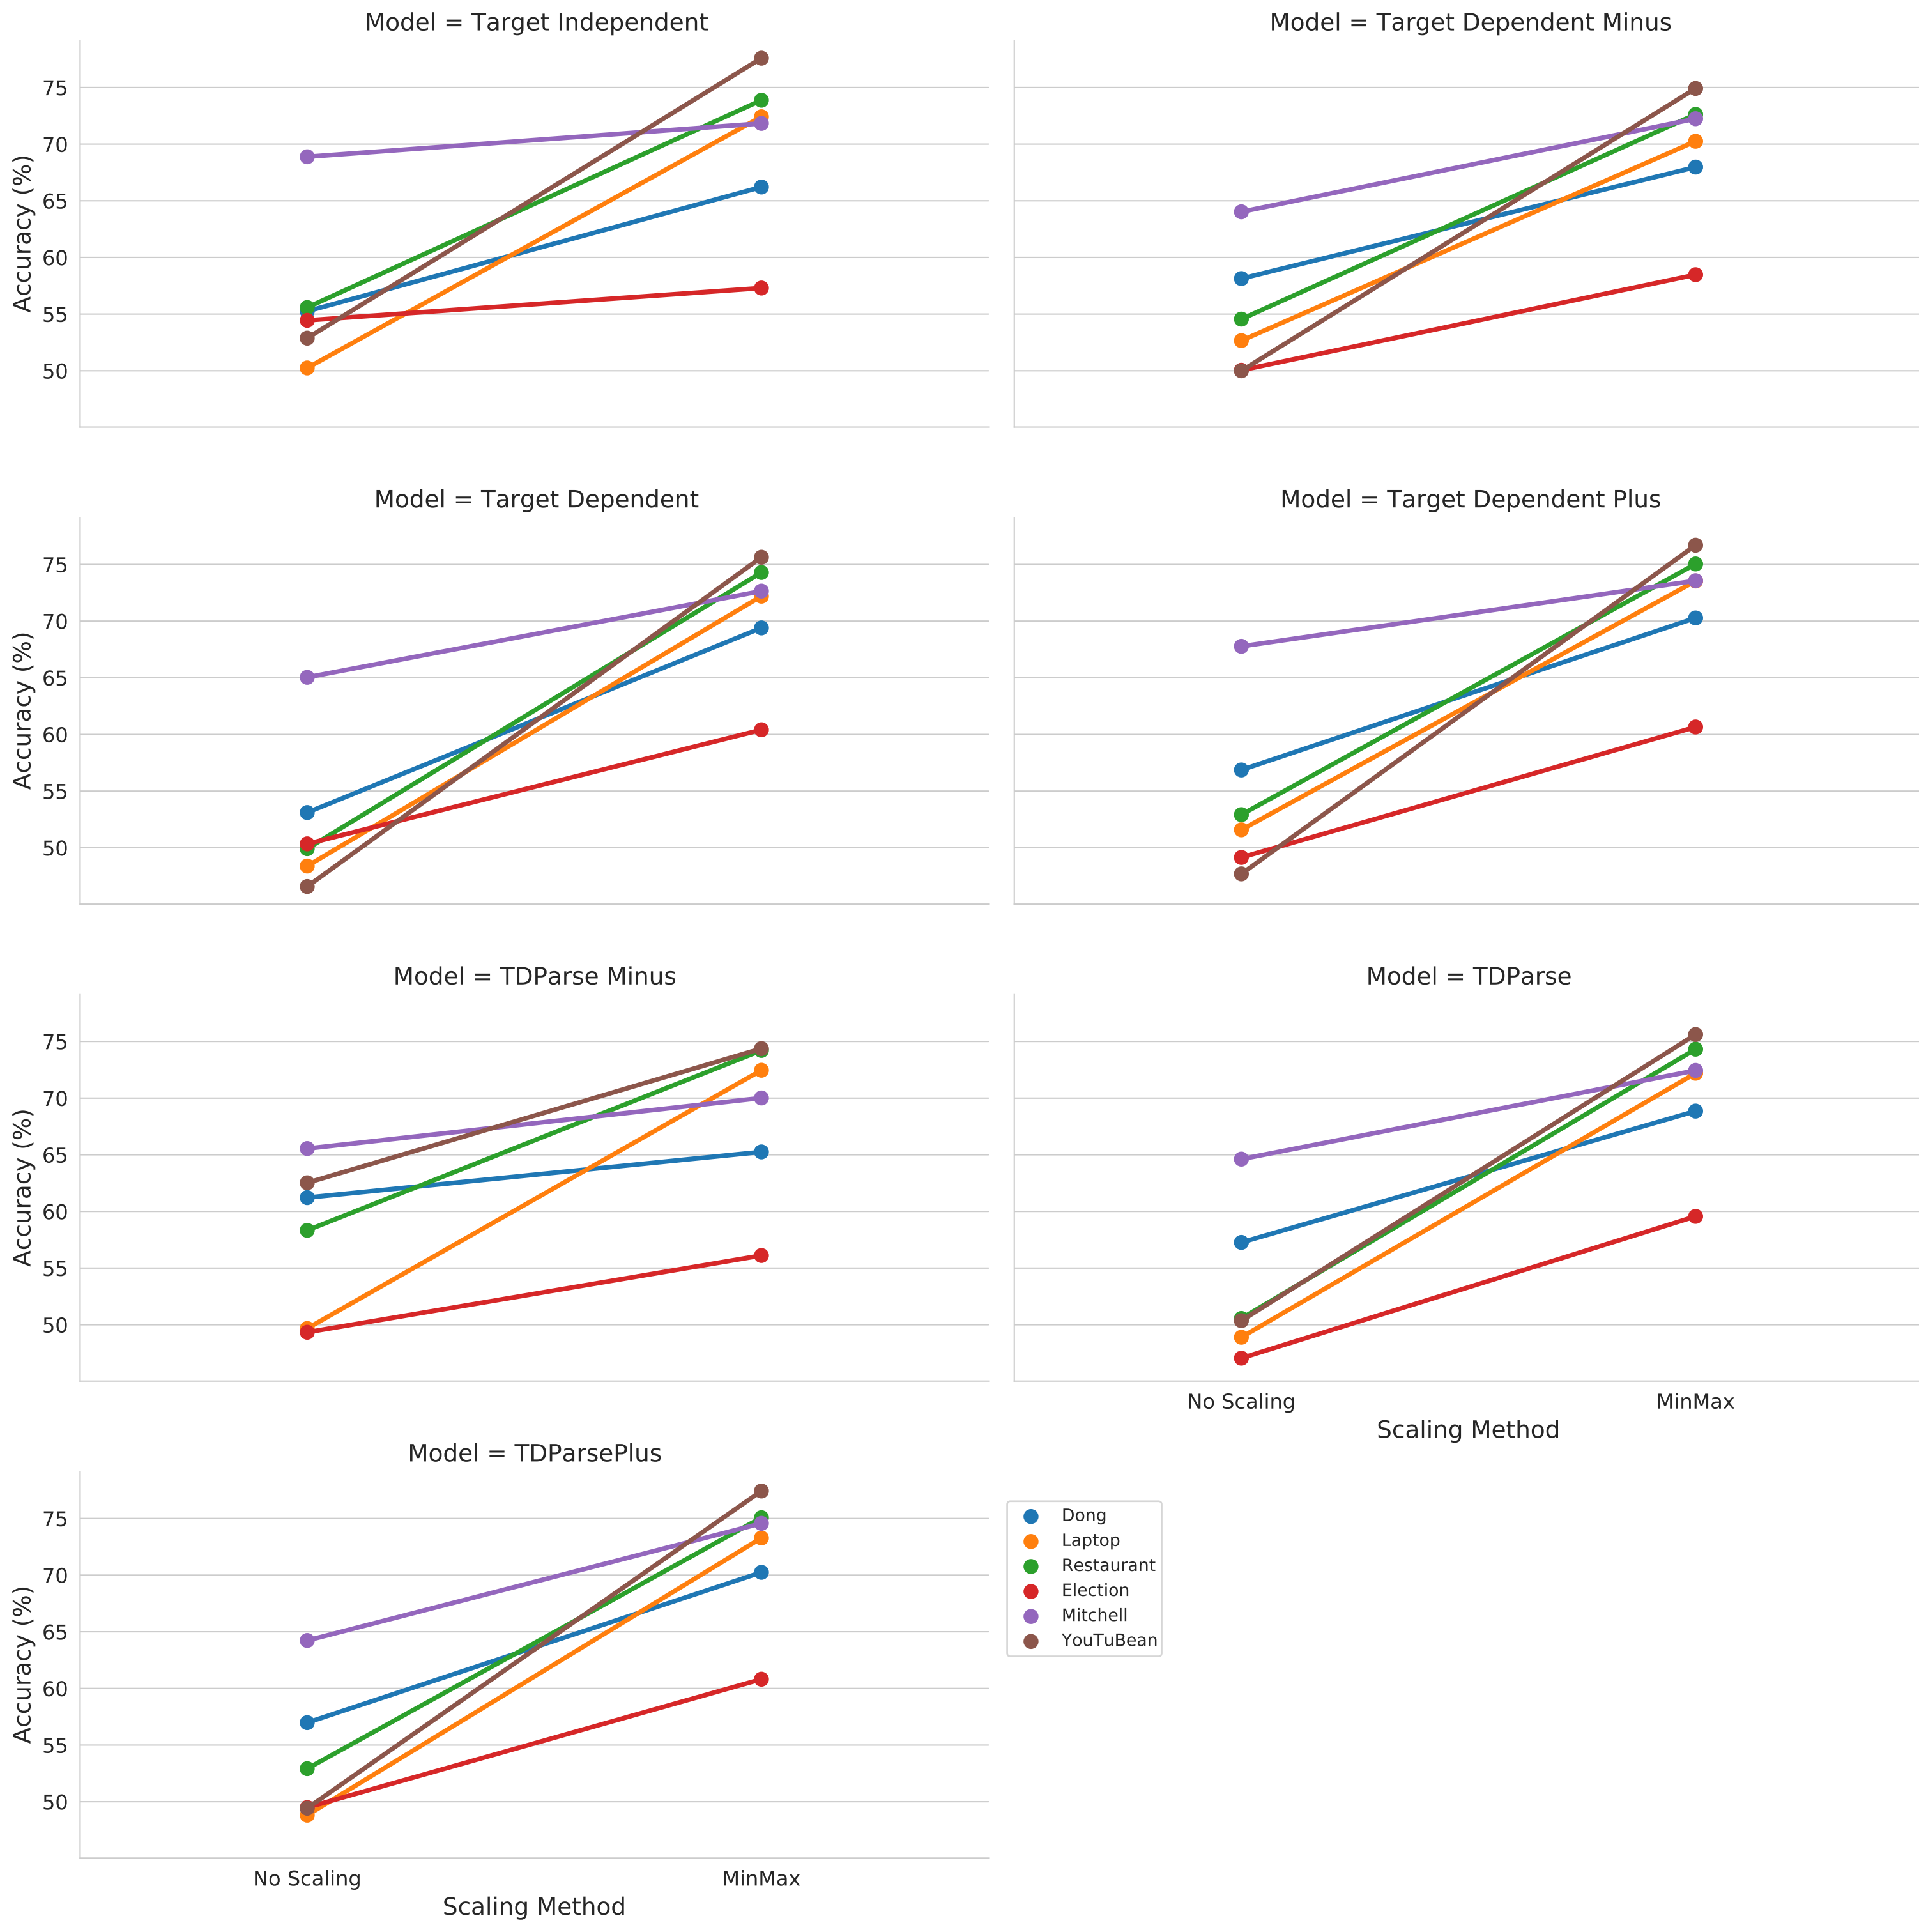 Model = Target Independent
Model = Target Dependent Minus
Accuracy (%)
75
70
65
60
55
50
Model = Target Dependent
Model = Target Dependent Plus
Accuracy (%)
75
70
65
60
55
50
Model = TDParse Minus
Model = TDParse
Accuracy (%)
75
70
65
60
55
50
No Scaling
MinMax
Scaling Method
Model = TDParsePlus
Accuracy (%)
75
70
65
60
55
50
No Scaling
MinMax
Scaling Method
Dong
Laptop
Restaurant
Election
Mitchell
YouTuBean